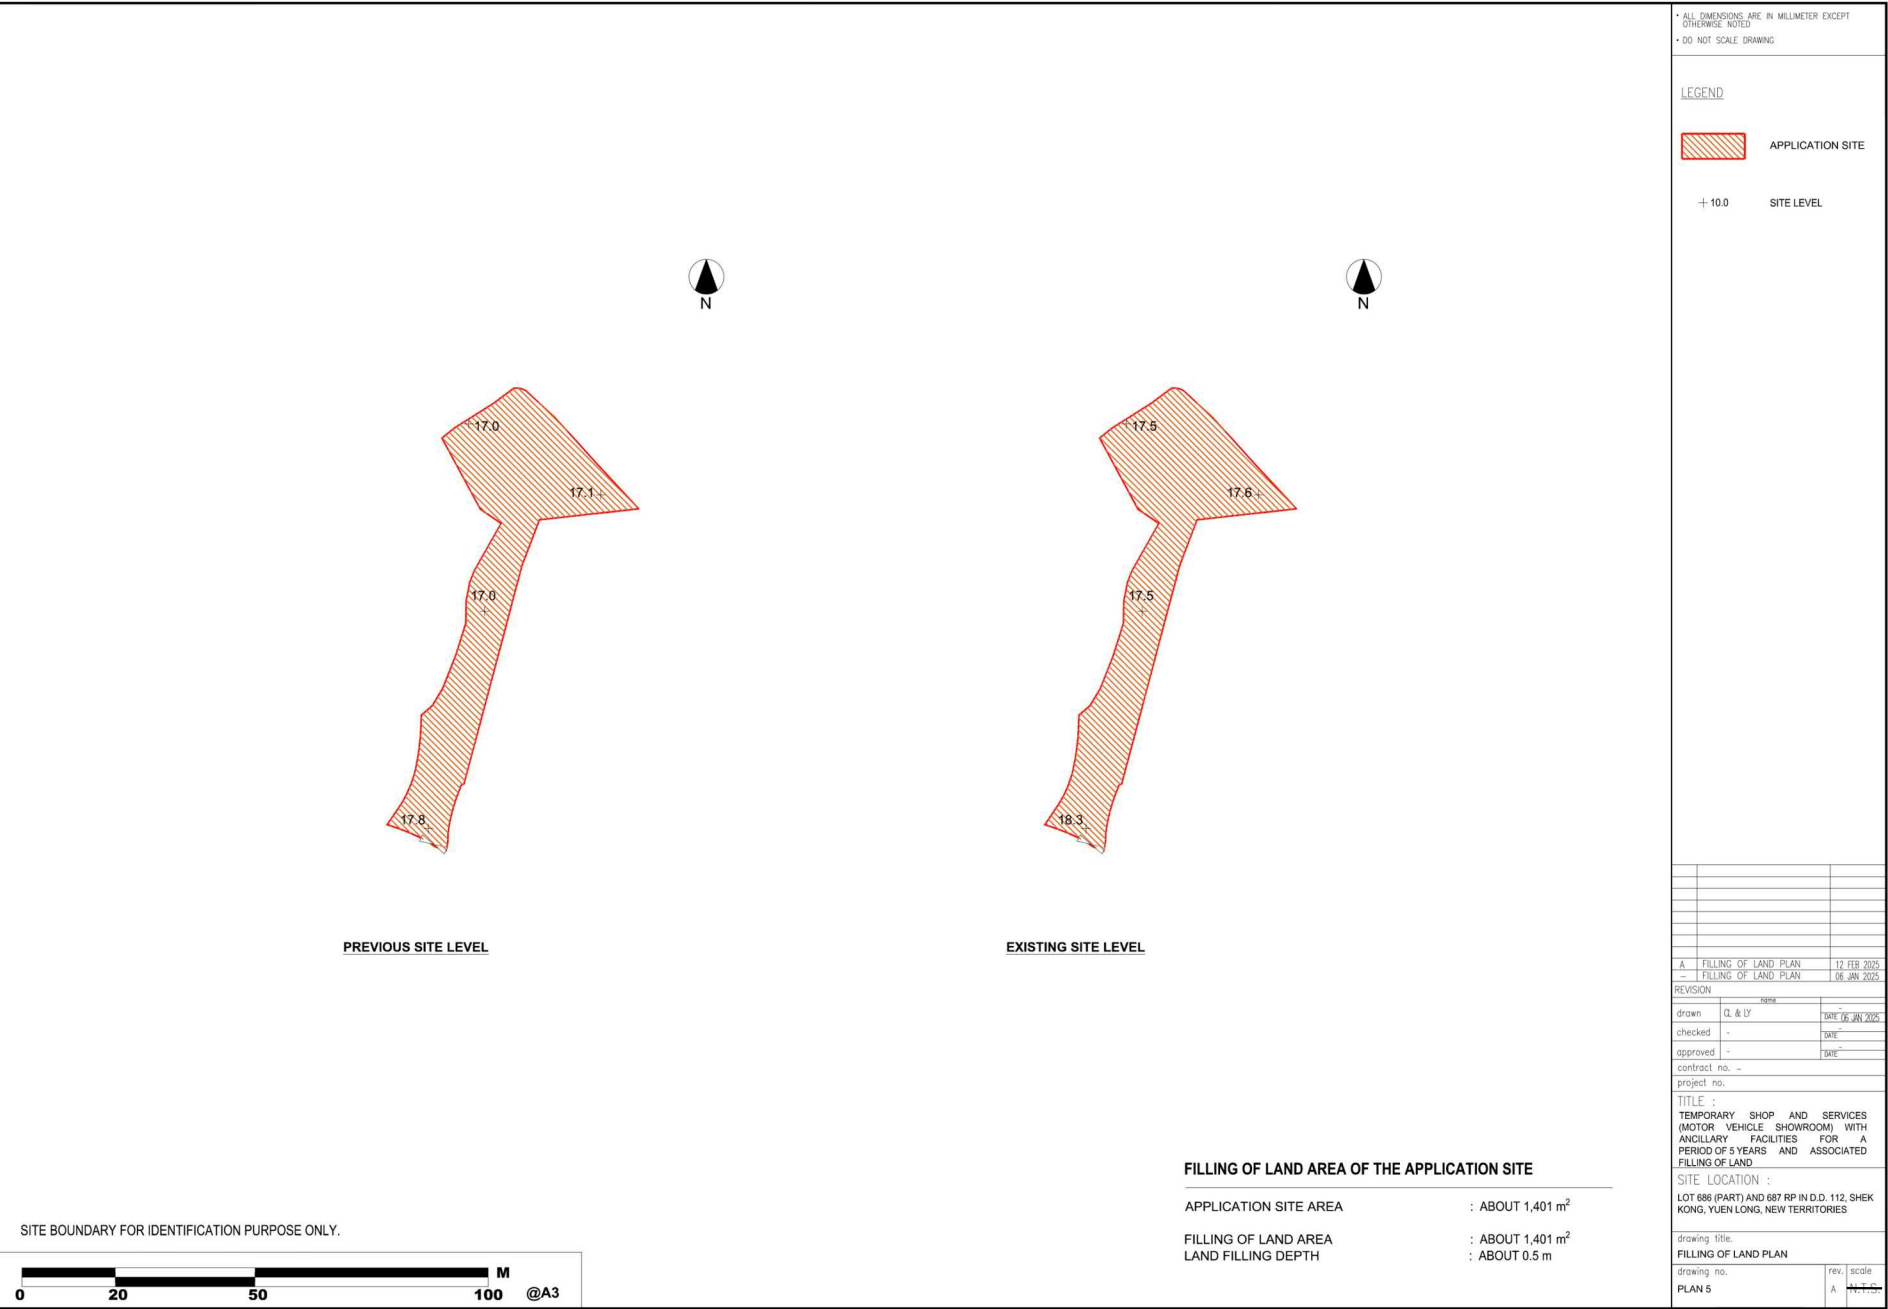 • ALL DIMENSIONS ARE IN MILLIMETER EXCEPT
OTHERWISE NOTED
• DO NOT SCALE DRAWING
LEGEND
APPLICATION SITE
+ 10.0 SITE LEVEL
N
N
17.0
17.1
17.0
17.8
17.5
17.6
17.5
18.3
PREVIOUS SITE LEVEL
EXISTING SITE LEVEL
FILLING OF LAND AREA OF THE APPLICATION SITE
APPLICATION SITE AREA : ABOUT 1,401 m²
FILLING OF LAND AREA : ABOUT 1,401 m²
LAND FILLING DEPTH : ABOUT 0.5 m
SITE BOUNDARY FOR IDENTIFICATION PURPOSE ONLY.
M
0 20 50 100 @A3
A FILLING OF LAND PLAN 12 FEB 2025
- FILLING OF LAND PLAN 06 JAN 2025
REVISION
name
drawn CL & LY - DATE 06 JAN 2025
checked - - DATE
approved - - DATE
contract no. -
project no.
TITLE :
TEMPORARY SHOP AND SERVICES
(MOTOR VEHICLE SHOWROOM) WITH
ANCILLARY FACILITIES FOR A
PERIOD OF 5 YEARS AND ASSOCIATED
FILLING OF LAND
SITE LOCATION :
LOT 686 (PART) AND 687 RP IN D.D. 112, SHEK
KONG, YUEN LONG, NEW TERRITORIES
drawing title.
FILLING OF LAND PLAN
drawing no. rev. scale
PLAN 5 A N.T.S.